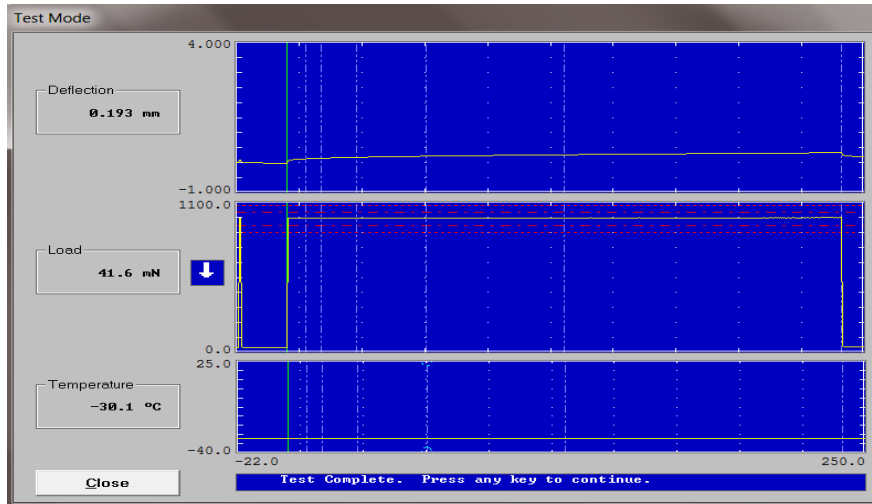 Test Mode
4.000
Deflection
0.193 mm
-1.000
1100.0
Load
41.6 mN
0.0
25.0
Temperature
-30.1 ºC
-40.0
-22.0
250.0
Close
Test Complete. Press any key to continue.